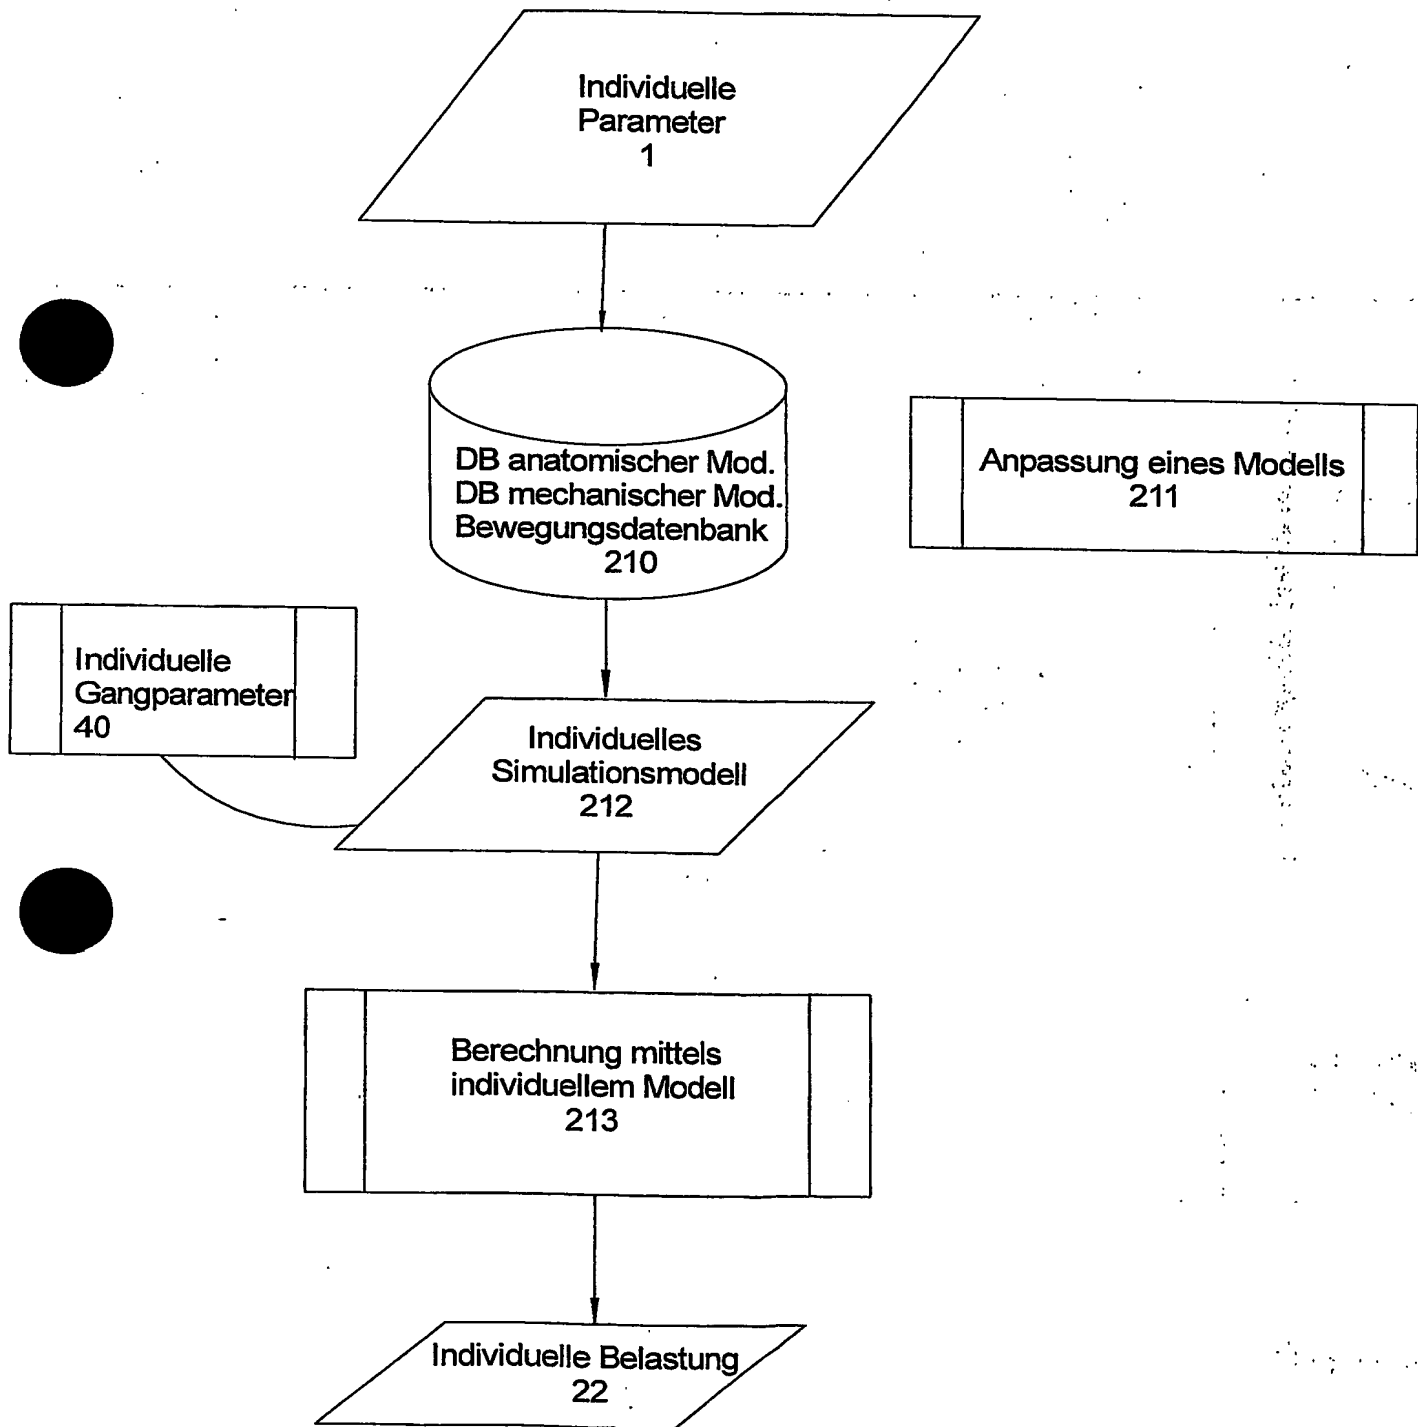 Individuelle
Parameter
1
DB anatomischer Mod.
DB mechanischer Mod.
Bewegungsdatenbank
210
Anpassung eines Modells
211
Individuelle
Gangparameter
40
Individuelles
Simulationsmodell
212
Berechnung mittels
individuellem Modell
213
Individuelle Belastung
22